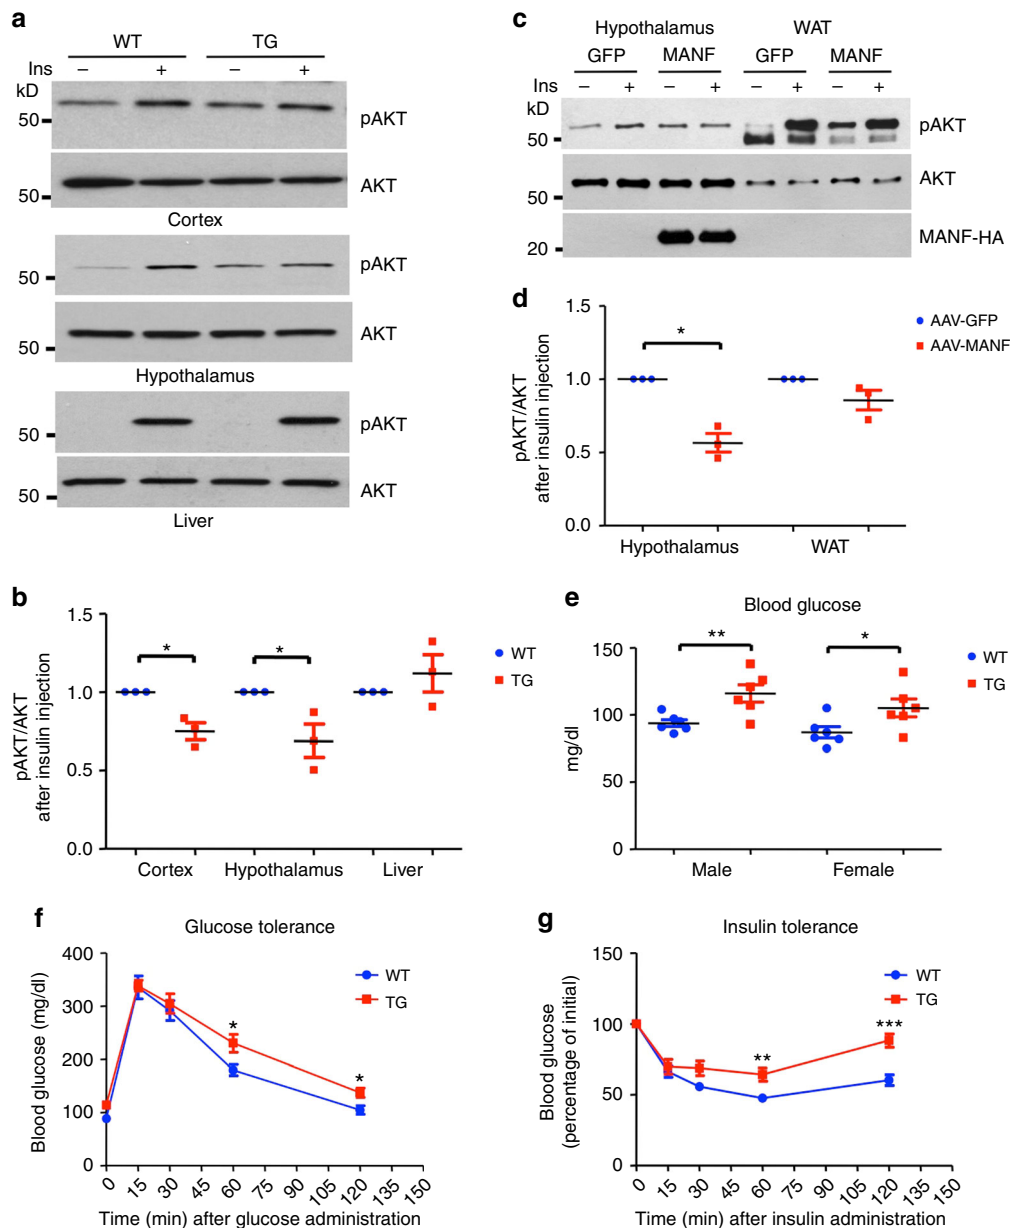 a
WT TG
Ins − + − +
kD
50 pAKT
50 AKT
Cortex
50 pAKT
50 AKT
Hypothalamus
50 pAKT
50 AKT
Liver
b
1.5
1.0
0.5
0.0
pAKT/AKT
after insulin injection
* *
WT
TG
Cortex Hypothalamus Liver
c
Hypothalamus WAT
GFP MANF GFP MANF
Ins − + − + − + − +
kD
50 pAKT
50 AKT
20 MANF-HA
d
1.5
1.0
0.5
0.0
pAKT/AKT
after insulin injection
*
AAV-GFP
AAV-MANF
Hypothalamus WAT
e
Blood glucose
150
100
50
0
mg/dl
** *
WT
TG
Male Female
f
Glucose tolerance
400
300
200
100
0
Blood glucose (mg/dl)
WT
TG
* *
0 15 30 45 60 75 90 105 120 150
Time (min) after glucose administration
g
Insulin tolerance
150
100
50
0
Blood glucose
(percentage of initial)
WT
TG
** ***
0 15 30 45 60 75 90 105 120 150
Time (min) after insulin administration